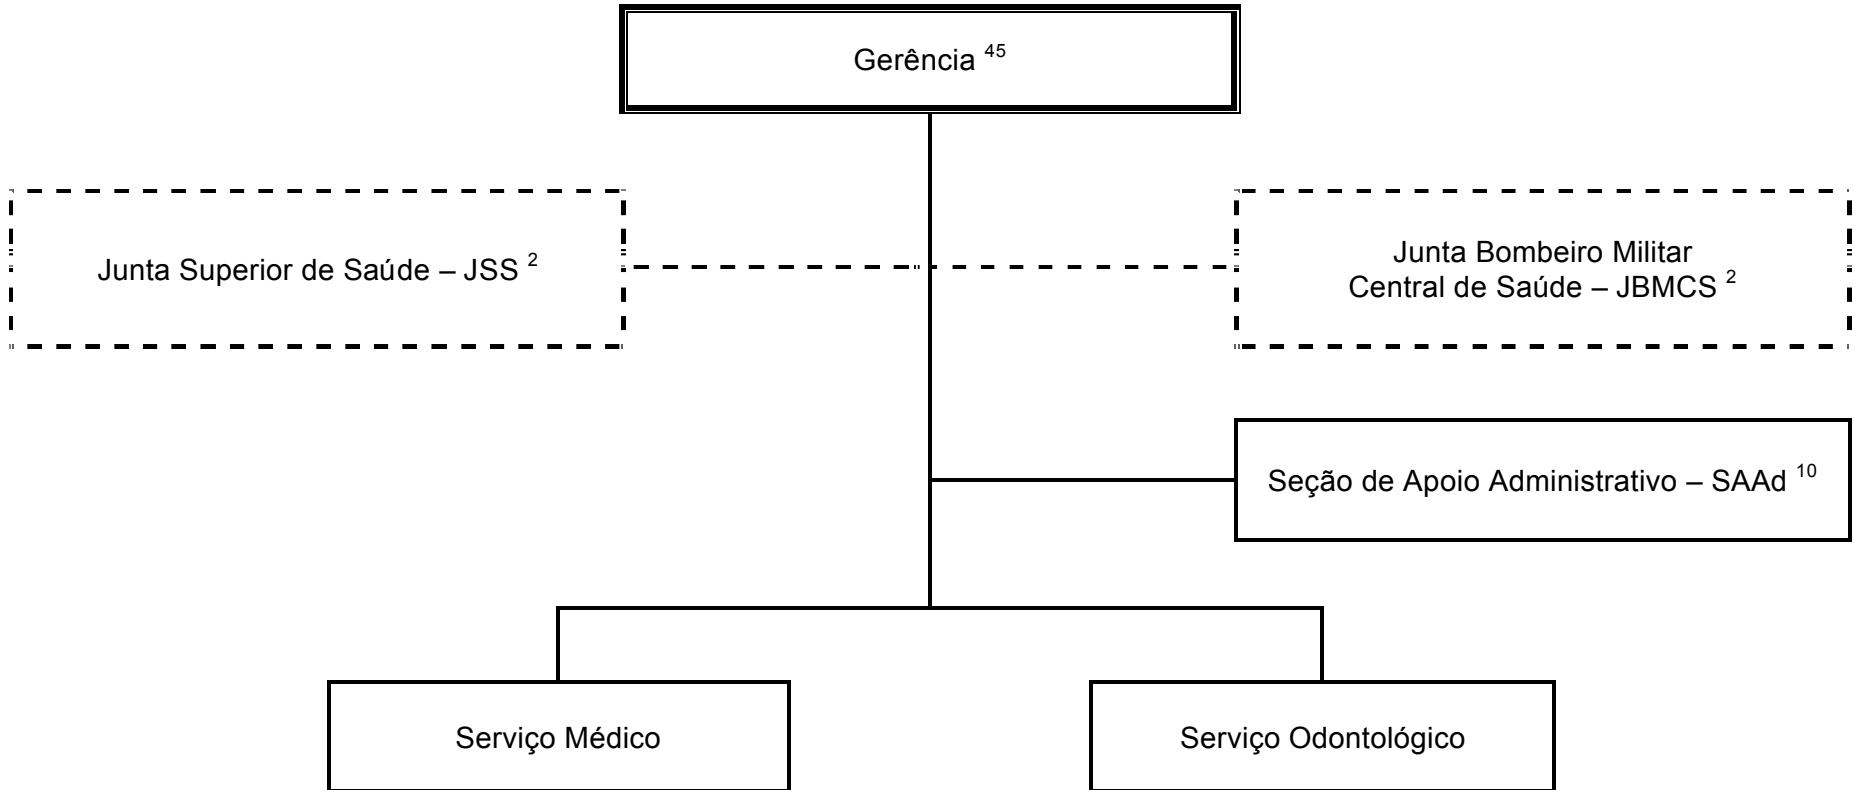 Gerência 45
Junta Superior de Saúde – JSS 2
Junta Bombeiro Militar
Central de Saúde – JBMCS 2
Seção de Apoio Administrativo – SAAd 10
Serviço Médico
Serviço Odontológico